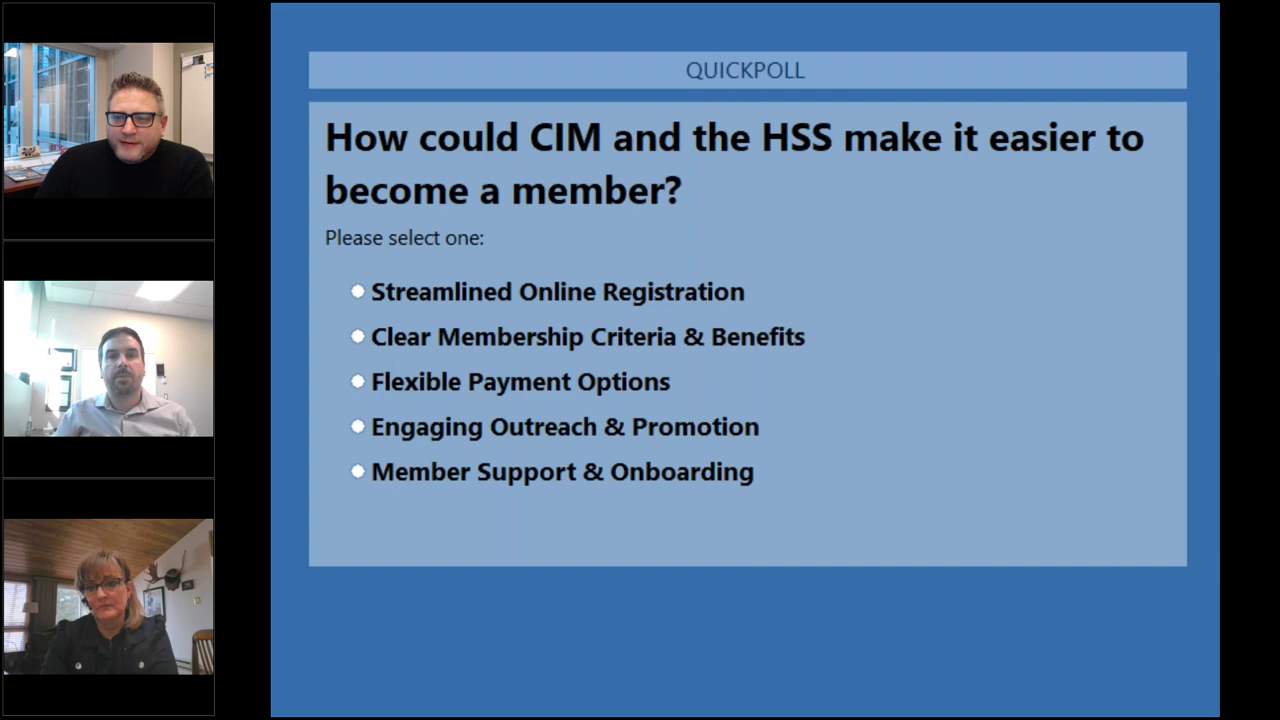 QUICKPOLL
How could CIM and the HSS make it easier to
become a member?
Please select one:
Streamlined Online Registration
Clear Membership Criteria & Benefits
Flexible Payment Options
Engaging Outreach & Promotion
Member Support & Onboarding